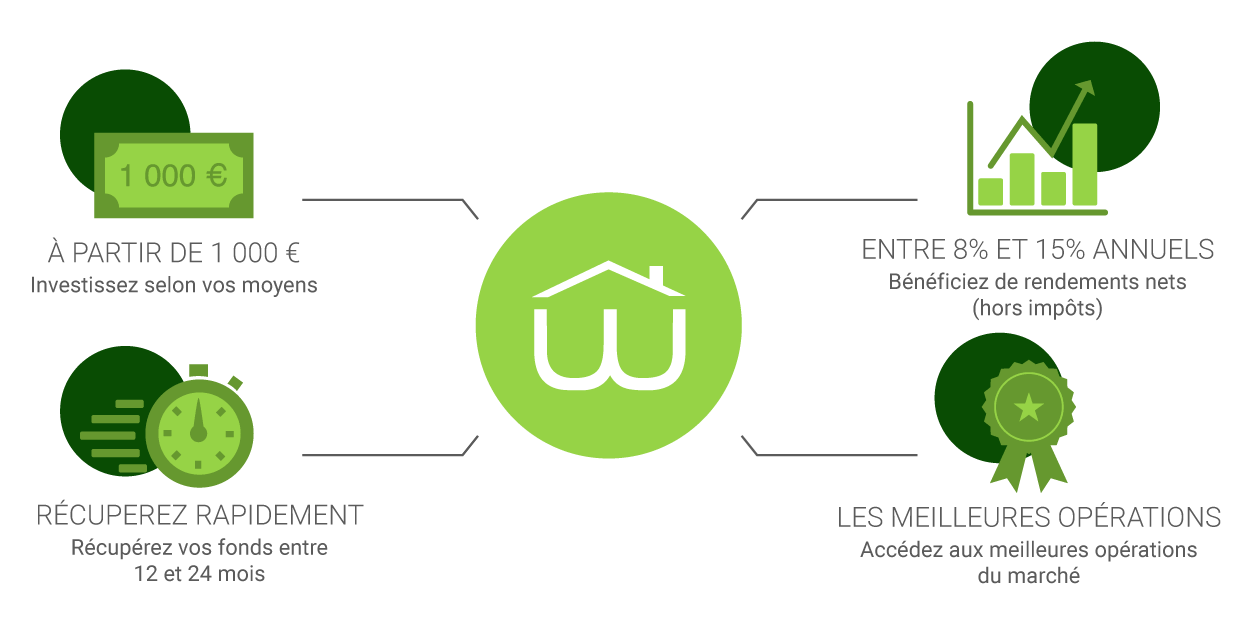 1 000 €
À PARTIR DE 1 000 €
Investissez selon vos moyens
ENTRE 8% ET 15% ANNUELS
Bénéficiez de rendements nets
(hors impôts)
RÉCUPEREZ RAPIDEMENT
Récupérez vos fonds entre
12 et 24 mois
LES MEILLEURES OPÉRATIONS
Accédez aux meilleures opérations
du marché